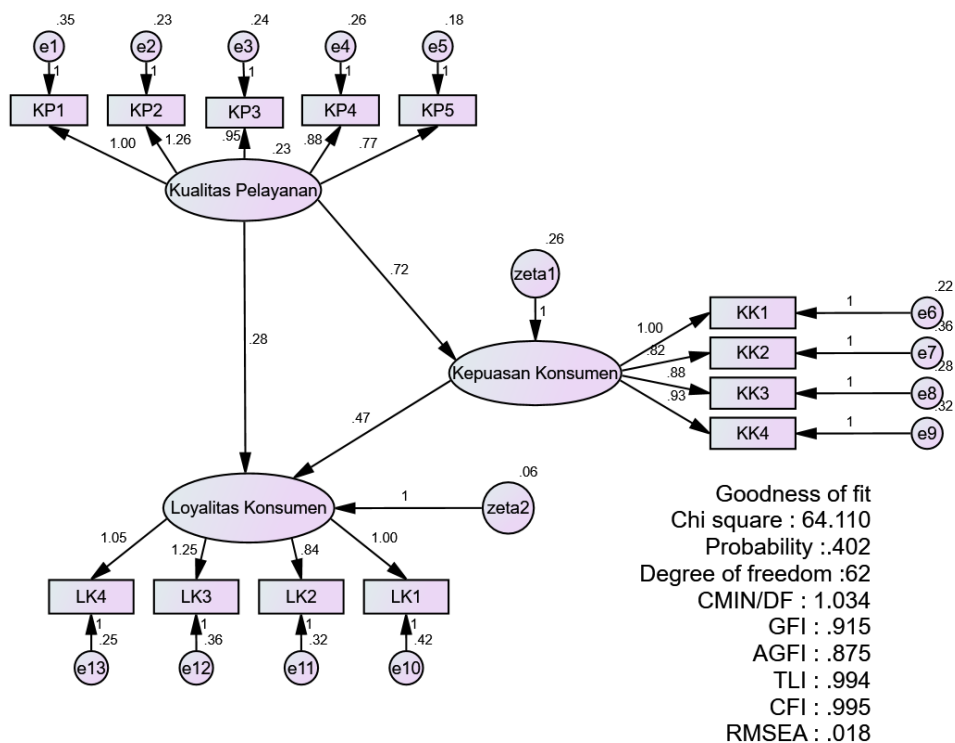 .35 .23 .24 .26 .18
e1 e2 e3 e4 e5
1 1 1 1 1
KP1 KP2 KP3 KP4 KP5
1.00 1.26 .95 .88 .77
.23
Kualitas Pelayanan
.72
.28
.26
zeta1
1
Kepuasan Konsumen
1.00 KK1 1 e6 .22
.82 KK2 1 e7 .36
.88 KK3 1 e8 .28
.93 KK4 1 e9 .32
.47
.06
Loyalitas Konsumen 1 zeta2
1.05 1.25 .84 1.00
LK4 LK3 LK2 LK1
1 1 1 1
.25 .36 .32 .42
e13 e12 e11 e10
Goodness of fit
Chi square : 64.110
Probability :.402
Degree of freedom :62
CMIN/DF : 1.034
GFI : .915
AGFI : .875
TLI : .994
CFI : .995
RMSEA : .018